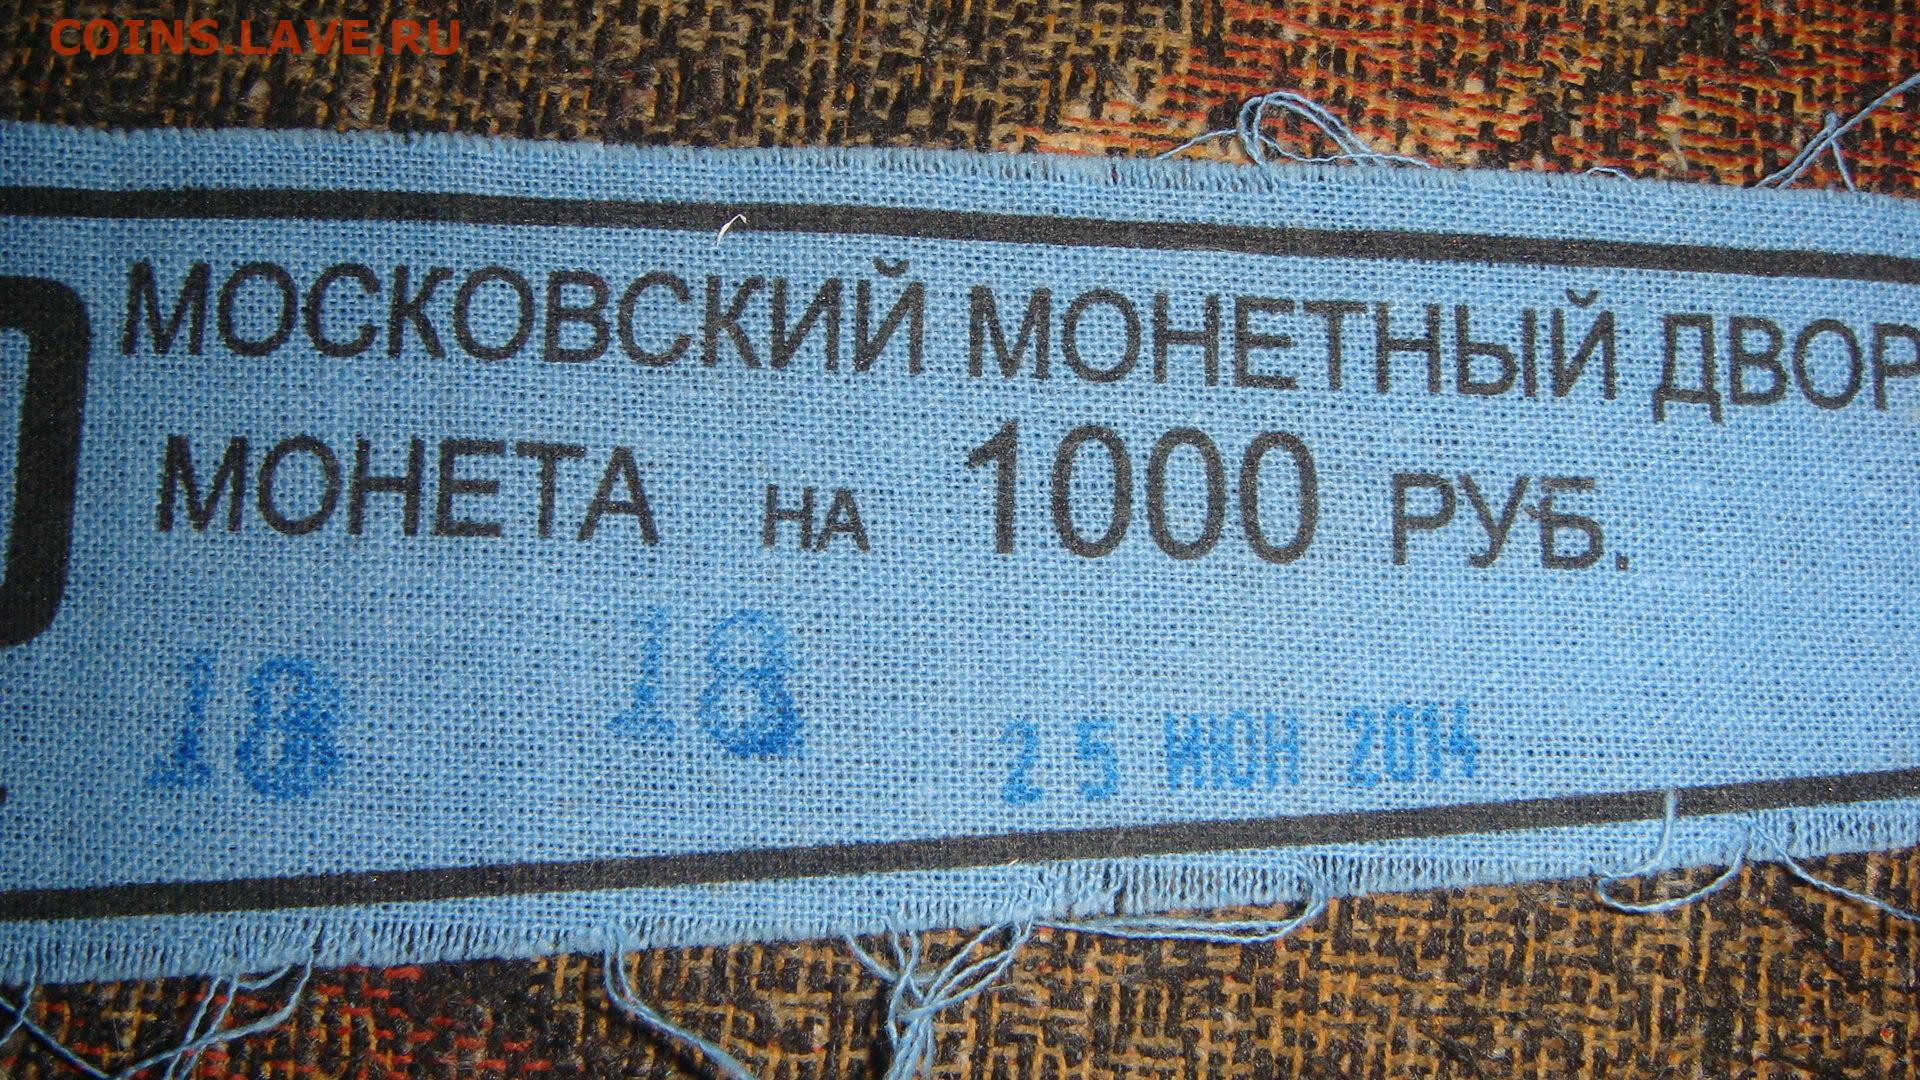 COINS.LAVE.RU
МОСКОВСКИЙ МОНЕТНЫЙ ДВОР
МОНЕТА НА 1000 РУБ.
18 18 25 ИЮН 2014